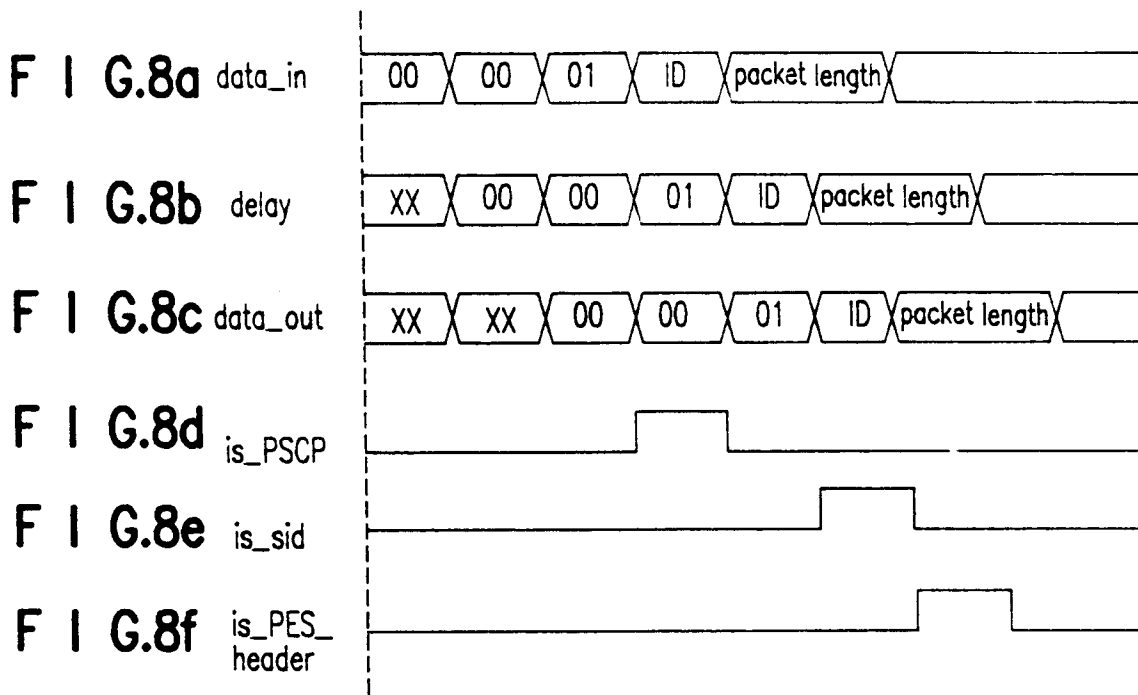 F I G.8a data_in 00 00 01 ID packet length
F I G.8b delay XX 00 00 01 ID packet length
F I G.8c data_out XX XX 00 00 01 ID packet length
F I G.8d is_PSCP
F I G.8e is_sid
F I G.8f is_PES_
header